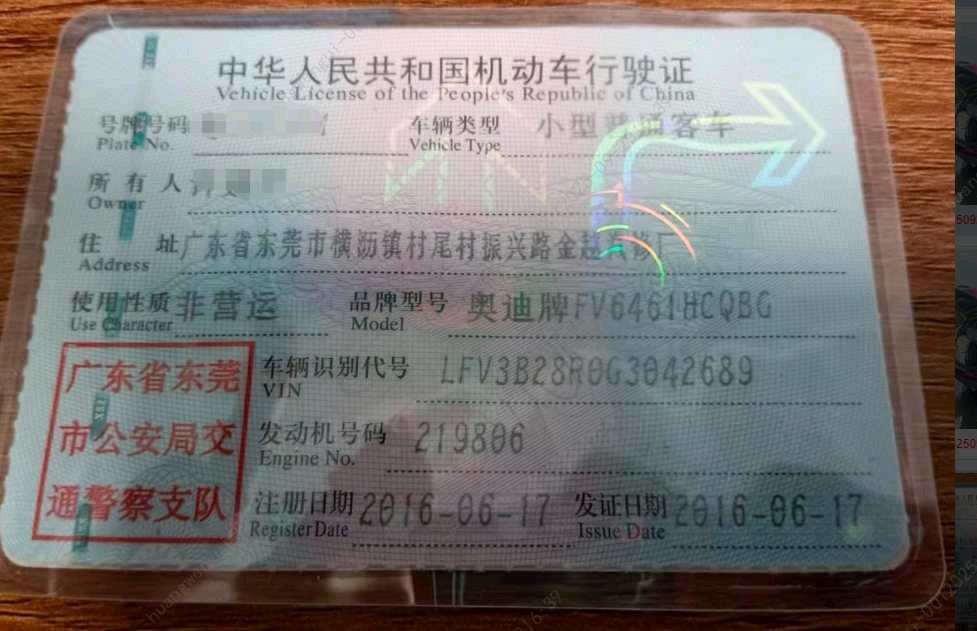 中华人民共和国机动车行驶证
Vehicle License of the People's Republic of China
号牌号码 车辆类型 小型普通客车
Plate No. Vehicle Type
所有人
Owner
住址 广东省东莞市横沥镇村尾村振兴路金
Address
使用性质 非营运 品牌型号 奥迪牌FV6461HCQBG
Use Character Model
广东省东莞
市公安局交
通警察支队
车辆识别代号 LFV3B28R0G3042689
VIN
发动机号码 219806
Engine No.
注册日期 2016-06-17 发证日期 2016-06-17
Register Date Issue Date